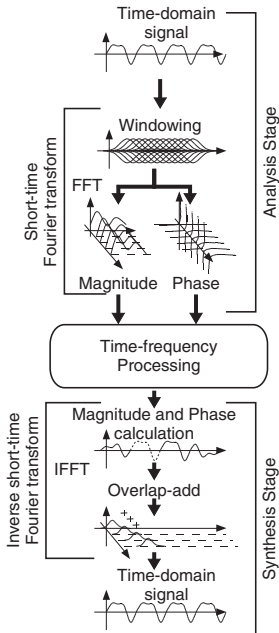 Time-domain
signal
Windowing
FFT
Short-time
Fourier transform
Magnitude
Phase
Analysis Stage
Time-frequency
Processing
Magnitude and Phase
calculation
IFFT
Overlap-add
Inverse short-time
Fourier transform
Time-domain
signal
Synthesis Stage